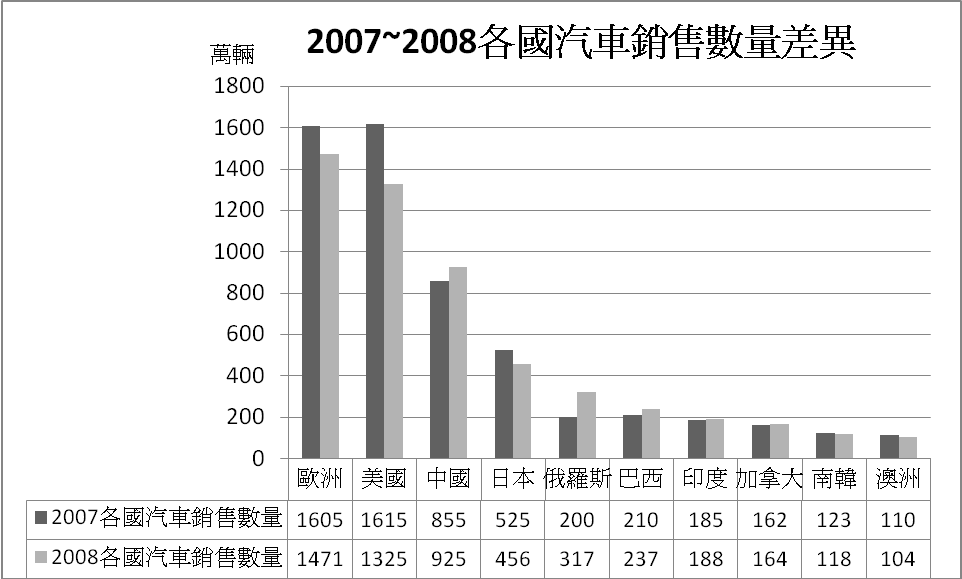 2007~2008各國汽車銷售數量差異
萬輛
1800
1600
1400
1200
1000
800
600
400
200
0
歐洲 美國 中國 日本 俄羅斯 巴西 印度 加拿大 南韓 澳洲
2007各國汽車銷售數量 1605 1615 855 525 200 210 185 162 123 110
2008各國汽車銷售數量 1471 1325 925 456 317 237 188 164 118 104